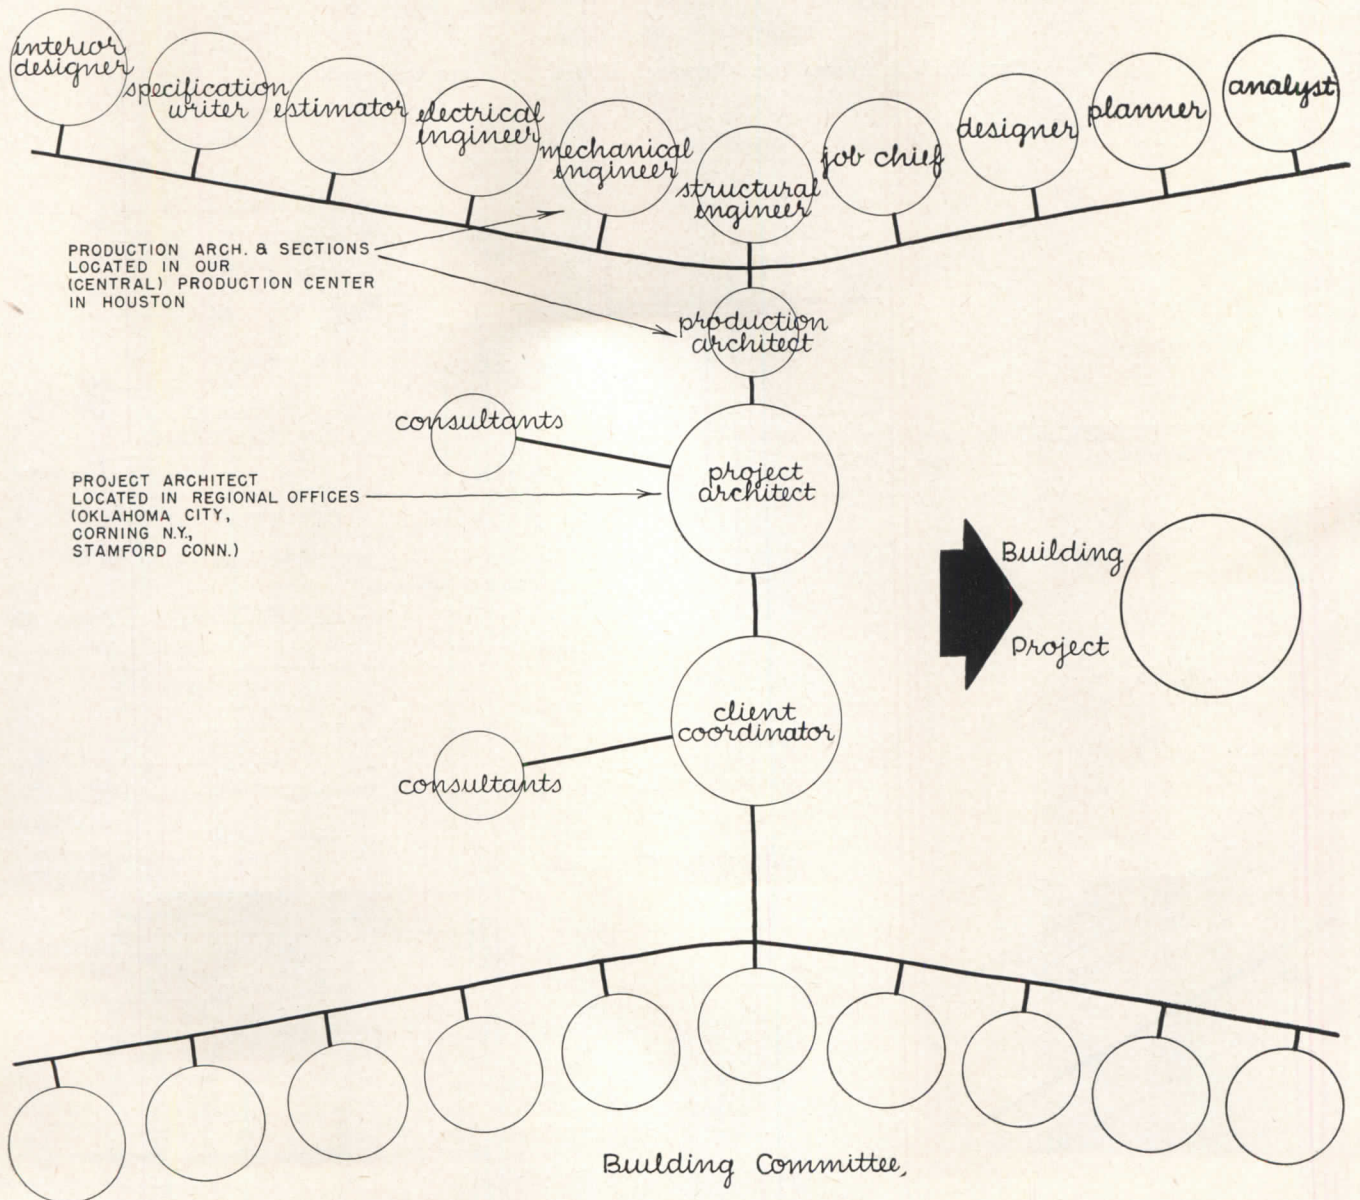 interior
designer
specification
writer
estimator
electrical
engineer
mechanical
engineer
structural
engineer
job chief
designer
planner
analyst
PRODUCTION ARCH. & SECTIONS
LOCATED IN OUR
(CENTRAL) PRODUCTION CENTER
IN HOUSTON
production
architect
consultants
project
architect
PROJECT ARCHITECT
LOCATED IN REGIONAL OFFICES
(OKLAHOMA CITY,
CORNING N.Y.,
STAMFORD CONN.)
Building
Project
client
coordinator
consultants
Building Committee,